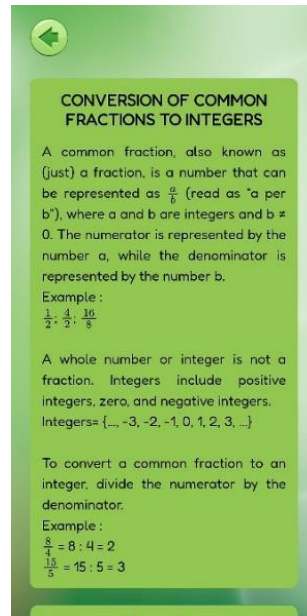 CONVERSION OF COMMON
FRACTIONS TO INTEGERS
A common fraction, also known as
(just) a fraction, is a number that can
be represented as a/b (read as "a per
b"), where a and b are integers and b ≠
0. The numerator is represented by the
number a, while the denominator is
represented by the number b.
Example :
1/2; 4/2; 16/8
A whole number or integer is not a
fraction. Integers include positive
integers, zero, and negative integers.
Integers= {..., -3, -2, -1, 0, 1, 2, 3, ...}
To convert a common fraction to an
integer, divide the numerator by the
denominator.
Example :
8/4 = 8 : 4 = 2
15/5 = 15 : 5 = 3